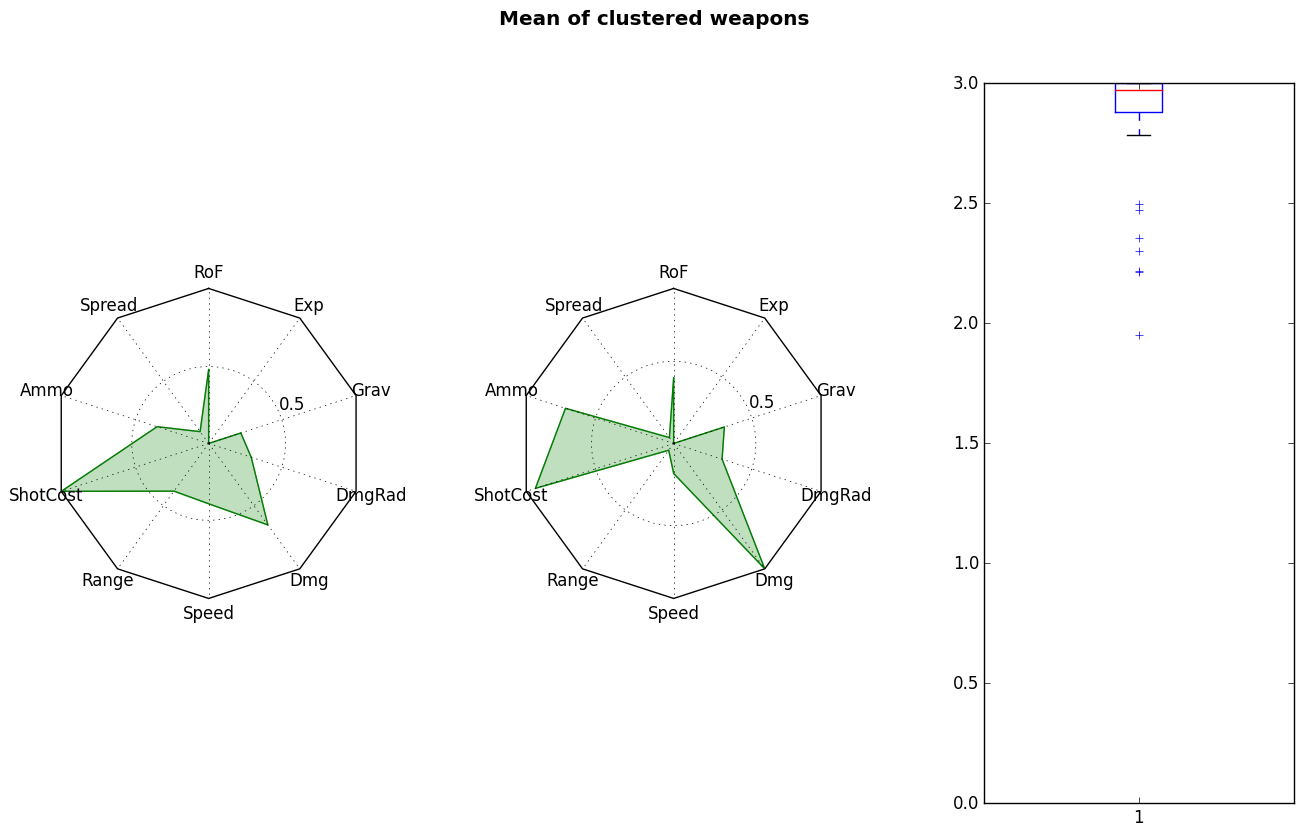 Mean of clustered weapons
RoF
Spread
Exp
Ammo
Grav
0.5
ShotCost
DmgRad
Range
Dmg
Speed
RoF
Spread
Exp
Ammo
Grav
0.5
ShotCost
DmgRad
Range
Dmg
Speed
3.0
2.5
2.0
1.5
1.0
0.5
0.0
1